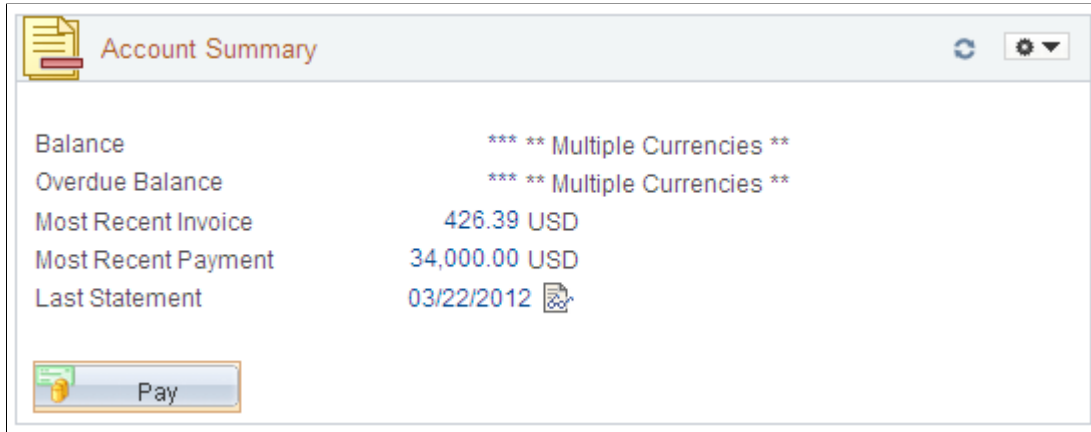 Account Summary
Balance *** ** Multiple Currencies **
Overdue Balance *** ** Multiple Currencies **
Most Recent Invoice 426.39 USD
Most Recent Payment 34,000.00 USD
Last Statement 03/22/2012
Pay